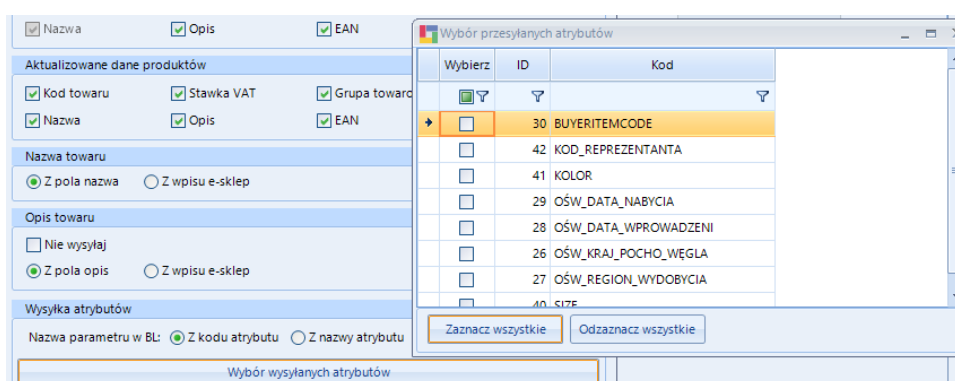 Nazwa Opis EAN
Aktualizowane dane produktów
Kod towaru Stawka VAT Grupa towaro
Nazwa Opis EAN
Nazwa towaru
Z pola nazwa Z wpisu e-sklep
Opis towaru
Nie wysyłaj
Z pola opis Z wpisu e-sklep
Wysyłka atrybutów
Nazwa parametru w BL: Z kodu atrybutu Z nazwy atrybutu
Wybór wysyłanych atrybutów
Wybór przesyłanych atrybutów
Wybierz ID Kod
30 BUYERITEMCODE
42 KOD_REPREZENTANTA
41 KOLOR
29 OŚW_DATA_NABYCIA
28 OŚW_DATA_WPROWADZENI
26 OŚW_KRAJ_POCHO_WĘGLA
27 OŚW_REGION_WYDOBYCIA
40 SIZE
Zaznacz wszystkie Odzaznacz wszystkie